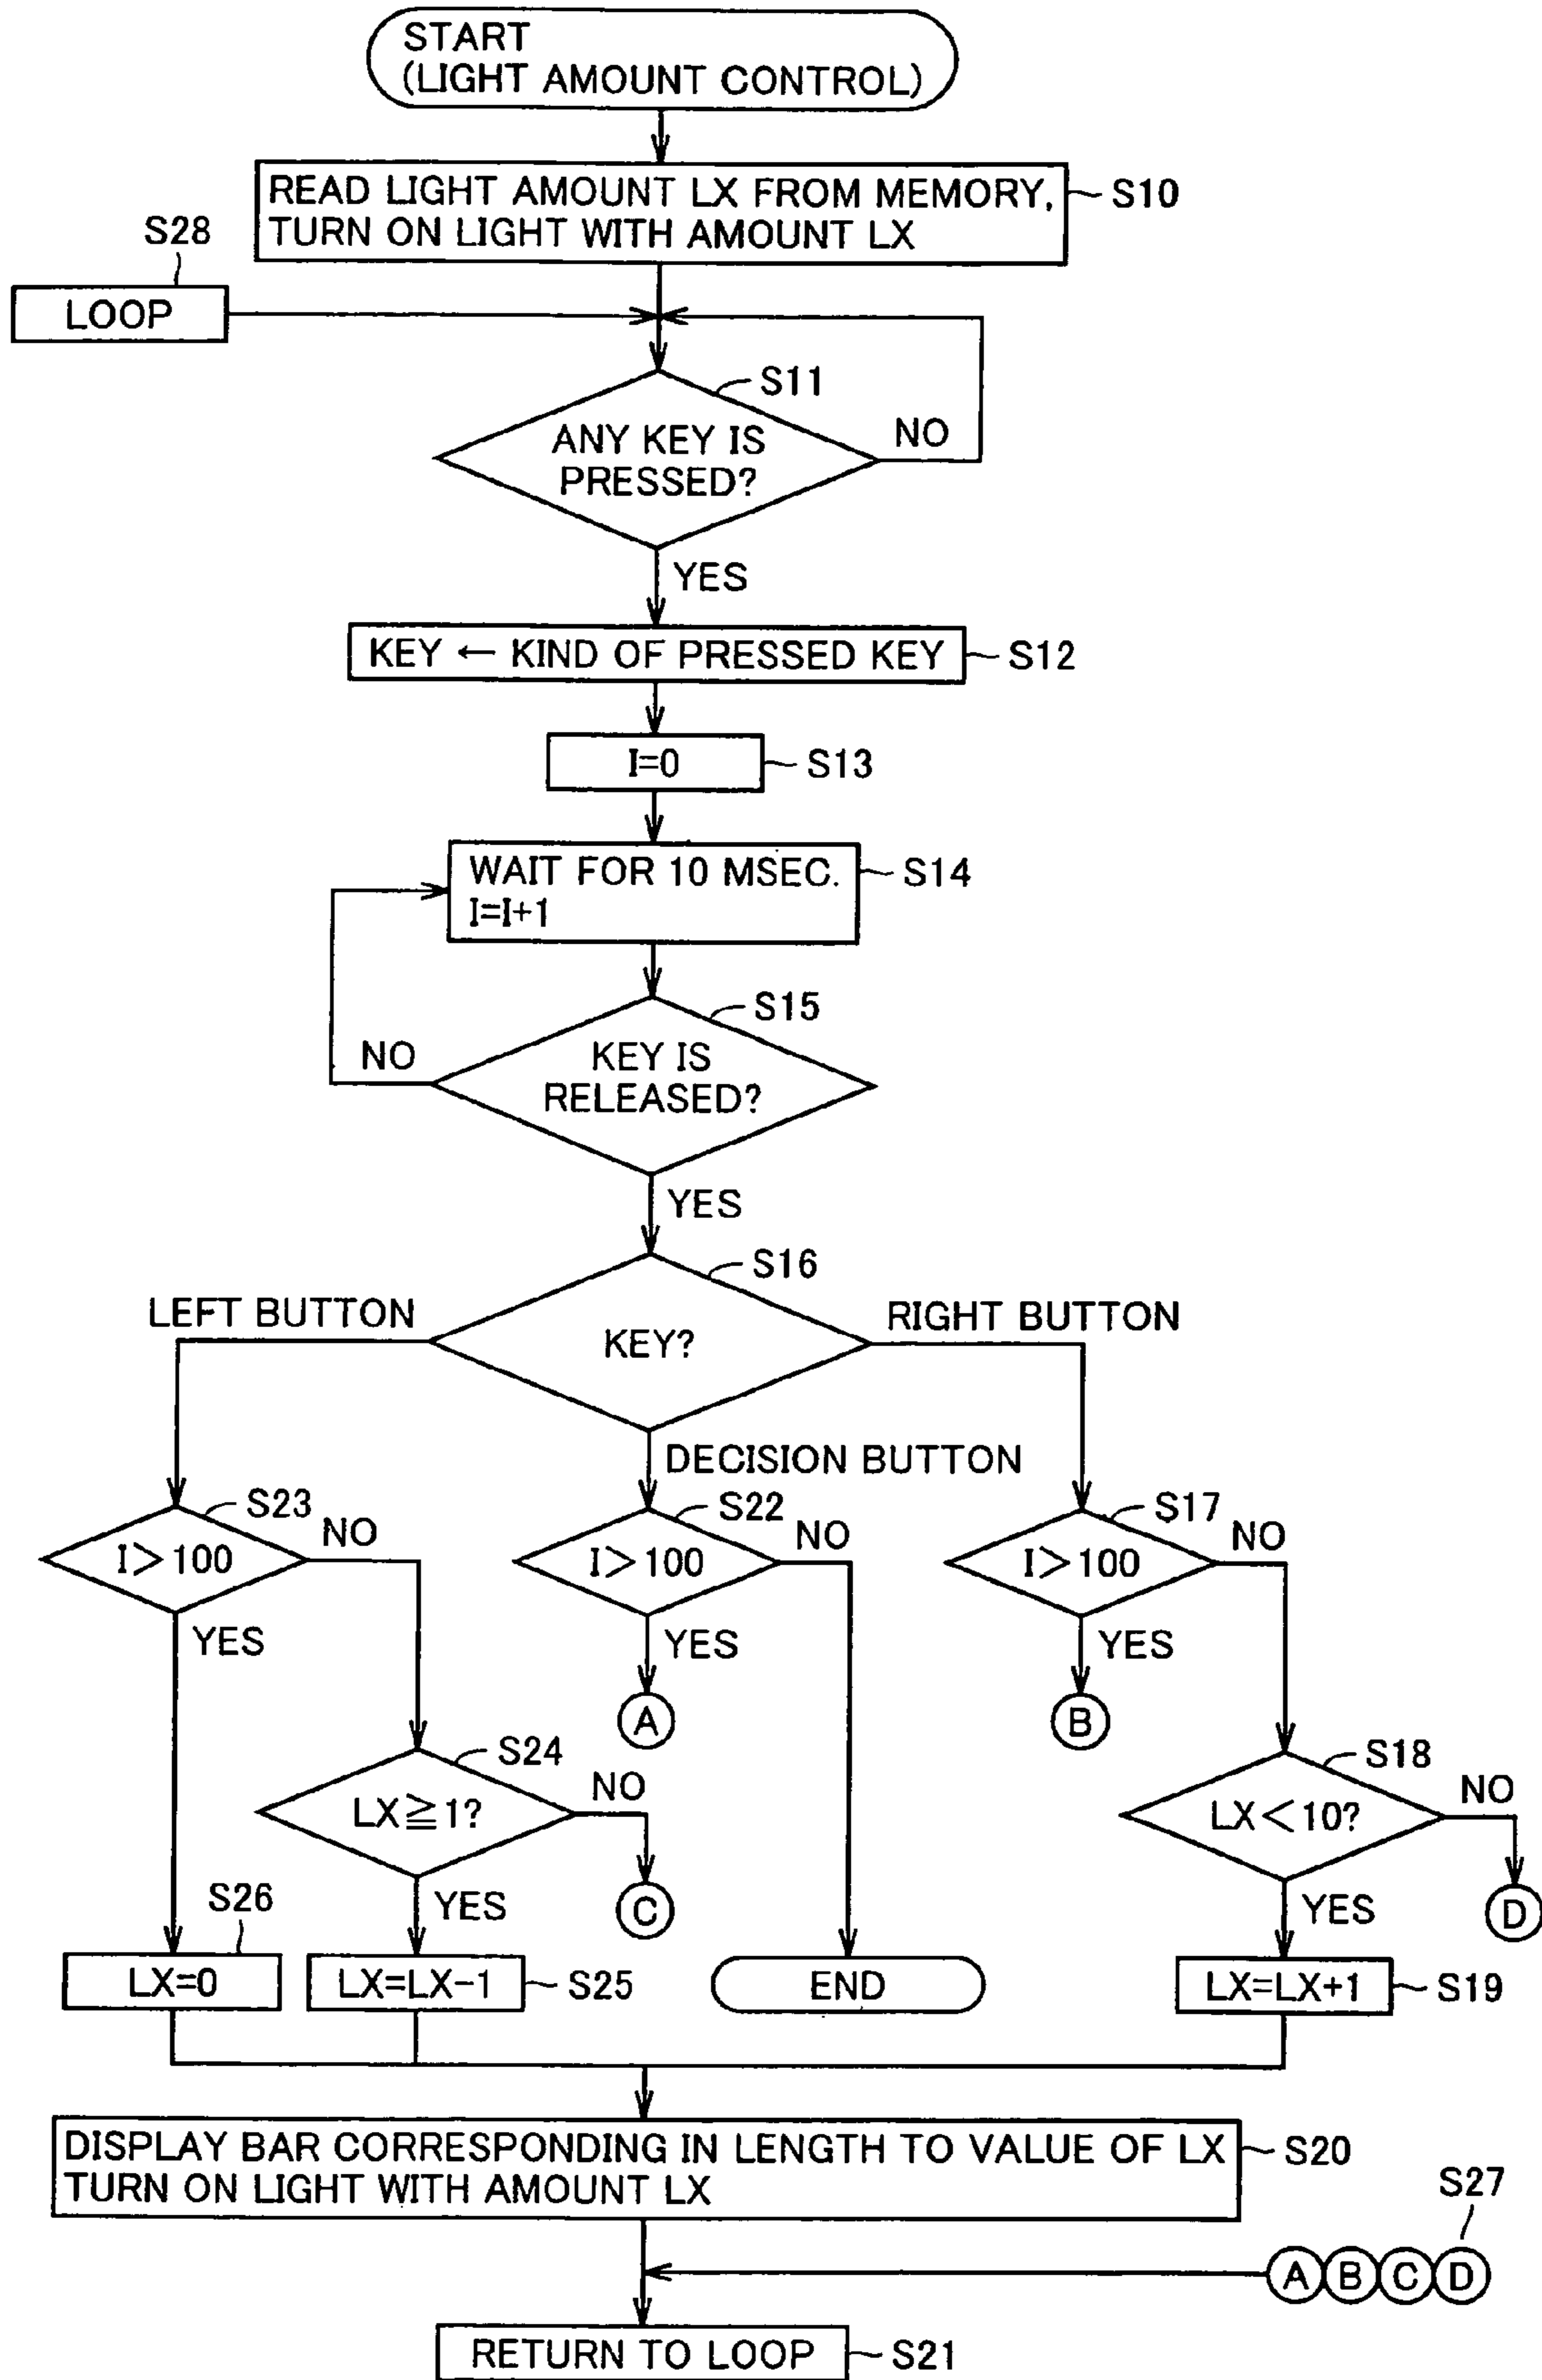 START
(LIGHT AMOUNT CONTROL)
READ LIGHT AMOUNT LX FROM MEMORY,
TURN ON LIGHT WITH AMOUNT LX
S10
S28
LOOP
S11
ANY KEY IS
PRESSED?
NO
YES
KEY ← KIND OF PRESSED KEY
S12
I=0
S13
WAIT FOR 10 MSEC.
I=I+1
S14
S15
KEY IS
RELEASED?
NO
YES
S16
KEY?
LEFT BUTTON
RIGHT BUTTON
DECISION BUTTON
S23
I>100
NO
YES
S22
I>100
NO
YES
A
S17
I>100
NO
YES
B
S24
LX≧1?
NO
C
YES
S18
LX<10?
NO
D
YES
S26
LX=0
LX=LX-1
S25
END
LX=LX+1
S19
DISPLAY BAR CORRESPONDING IN LENGTH TO VALUE OF LX
TURN ON LIGHT WITH AMOUNT LX
S20
S27
A B C D
RETURN TO LOOP
S21